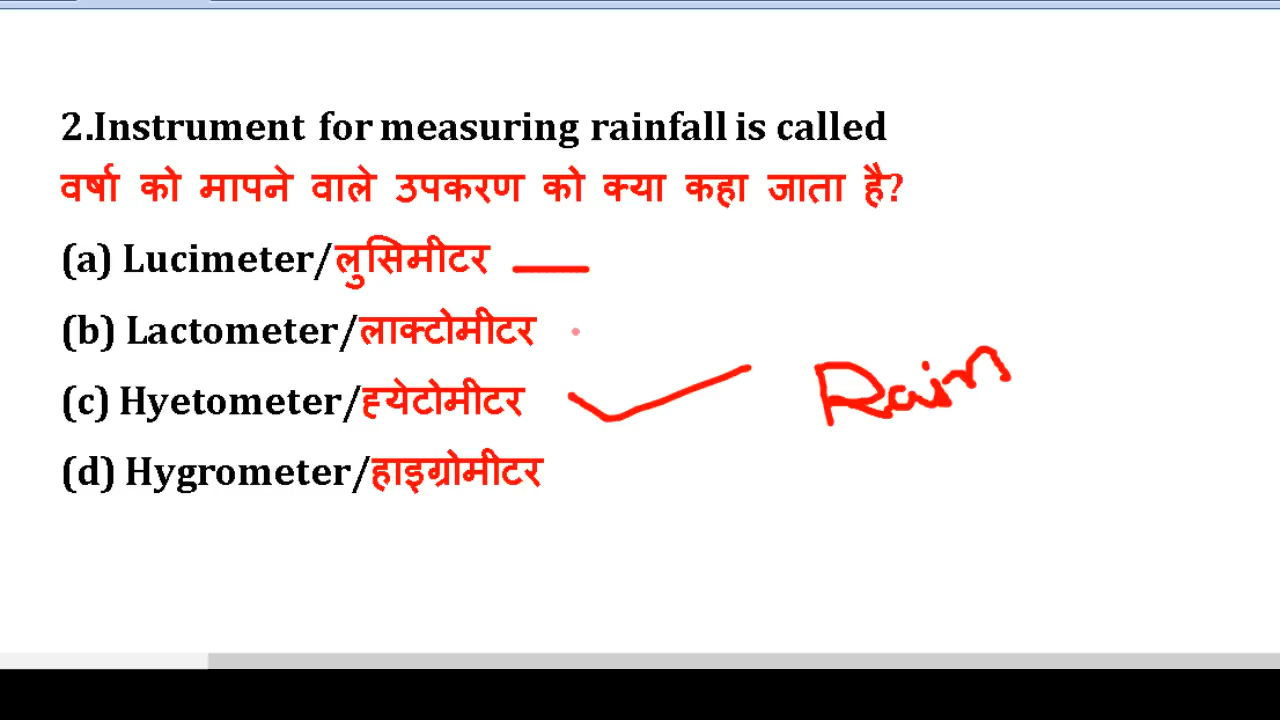 2.Instrument for measuring rainfall is called
वर्षा को मापने वाले उपकरण को क्या कहा जाता है?
(a) Lucimeter/लुसिमीटर
(b) Lactometer/लाक्टोमीटर
(c) Hyetometer/ह्येटोमीटर
Rain
(d) Hygrometer/हाइग्रोमीटर